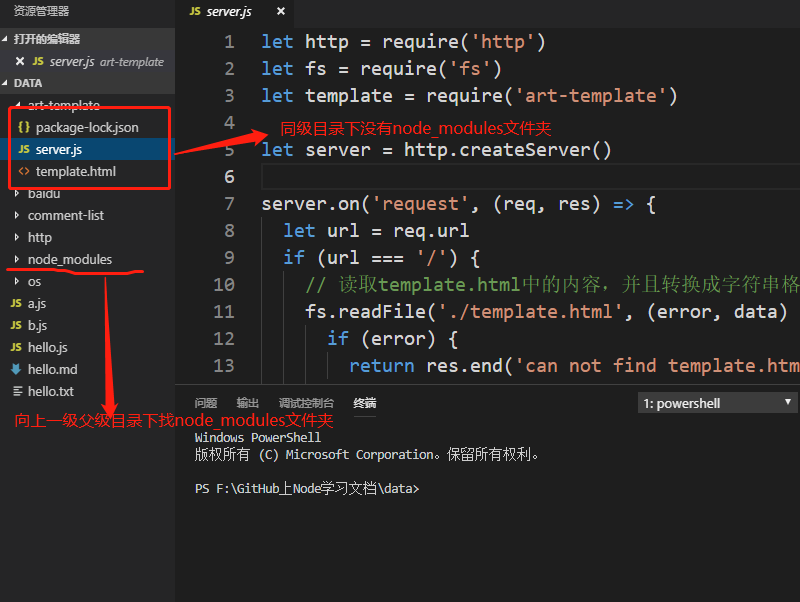 资源管理器
打开的编辑器
× JS server.js art-template
DATA
art-template
{} package-lock.json
JS server.js
<> template.html
baidu
comment-list
http
node_modules
os
JS a.js
JS b.js
JS hello.js
hello.md
hello.txt
向上一级父级目录下找node_modules文件夹
JS server.js ×
1 let http = require('http')
2 let fs = require('fs')
3 let template = require('art-template')
4
同级目录下没有node_modules文件夹
5 let server = http.createServer()
6
7 server.on('request', (req, res) => {
8 let url = req.url
9 if (url === '/') {
10 // 读取template.html中的内容，并且转换成字符串格
11 fs.readFile('./template.html', (error, data)
12 if (error) {
13 return res.end('can not find template.htm
问题 输出 调试控制台 终端 1: powershell
Windows PowerShell
版权所有 (C) Microsoft Corporation。保留所有权利。
PS F:\GitHub上Node学习文档\data>